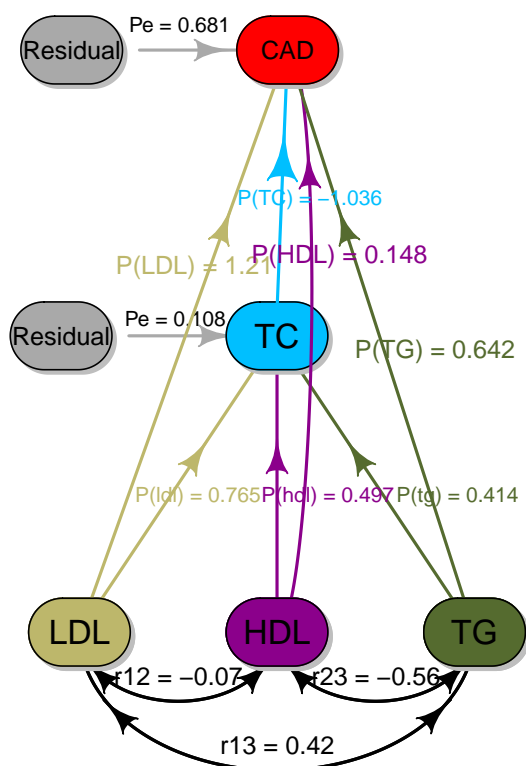 Pe = 0.681
Residual
CAD
P(TC) = −1.036
P(HDL) = 0.148
P(LDL) = 1.21
Pe = 0.108
Residual
TC
P(TG) = 0.642
P(ldl) = 0.765
P(hdl) = 0.497
P(tg) = 0.414
LDL
HDL
TG
r12 = −0.07
r23 = −0.56
r13 = 0.42